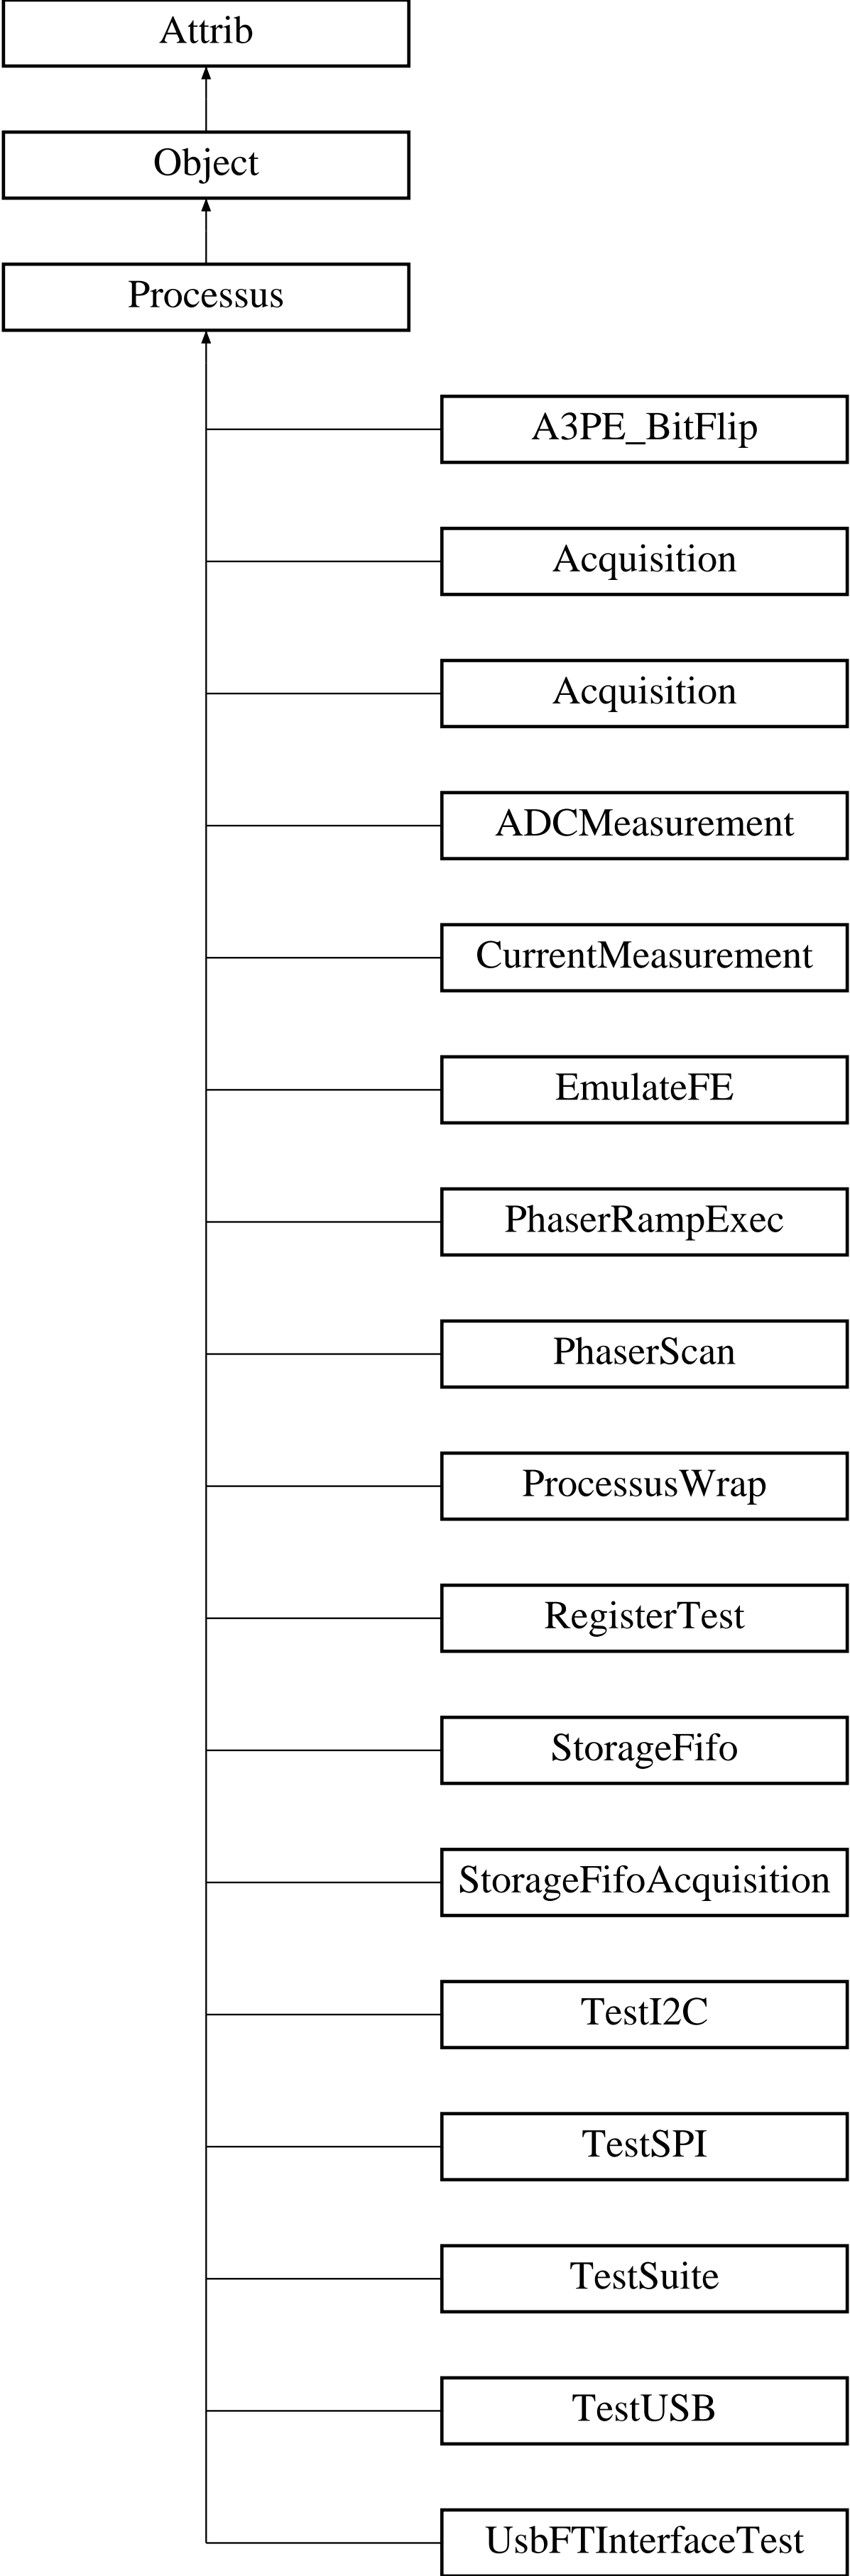 Attrib
Object
Processus
A3PE_BitFlip
Acquisition
Acquisition
ADCMeasurement
CurrentMeasurement
EmulateFE
PhaserRampExec
PhaserScan
ProcessusWrap
RegisterTest
StorageFifo
StorageFifoAcquisition
TestI2C
TestSPI
TestSuite
TestUSB
UsbFTInterfaceTest